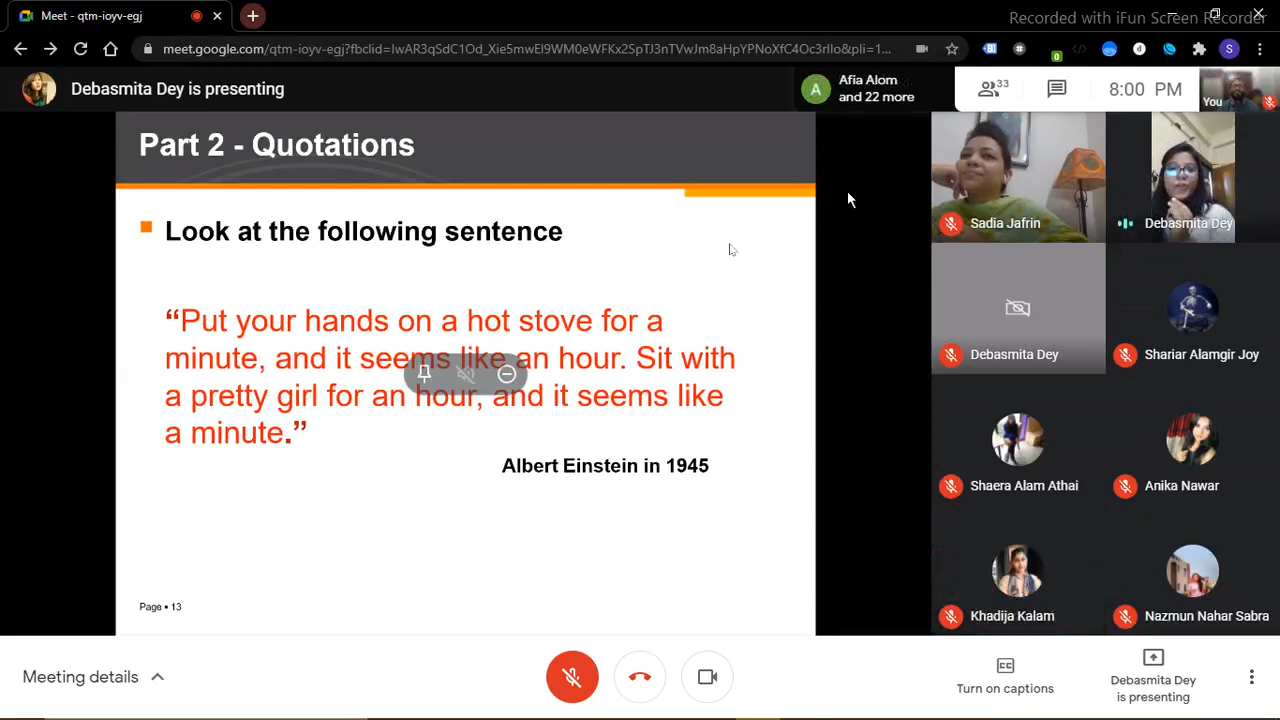 Meet - qtm-ioyv-egj
Recorded with iFun Screen Recorder
meet.google.com/qtm-ioyv-egj?fbclid=IwAR3qSdC1Od_Xie5mwEl9WM0eWFKx2SpTJ3nTVwJm8aHpYPNoXfC4Oc3rIlo&pli=1...
0
d
S
Debasmita Dey is presenting
A
Afia Alom
and 22 more
33
8:00 PM
You
Part 2 - Quotations
Look at the following sentence
“Put your hands on a hot stove for a
minute, and it seems like an hour. Sit with
a pretty girl for an hour, and it seems like
a minute.”
Albert Einstein in 1945
Page ▪ 13
Sadia Jafrin
Debasmita Dey
Debasmita Dey
Shariar Alamgir Joy
Shaera Alam Athai
Anika Nawar
Khadija Kalam
Nazmun Nahar Sabra
Meeting details
CC
Turn on captions
Debasmita Dey
is presenting